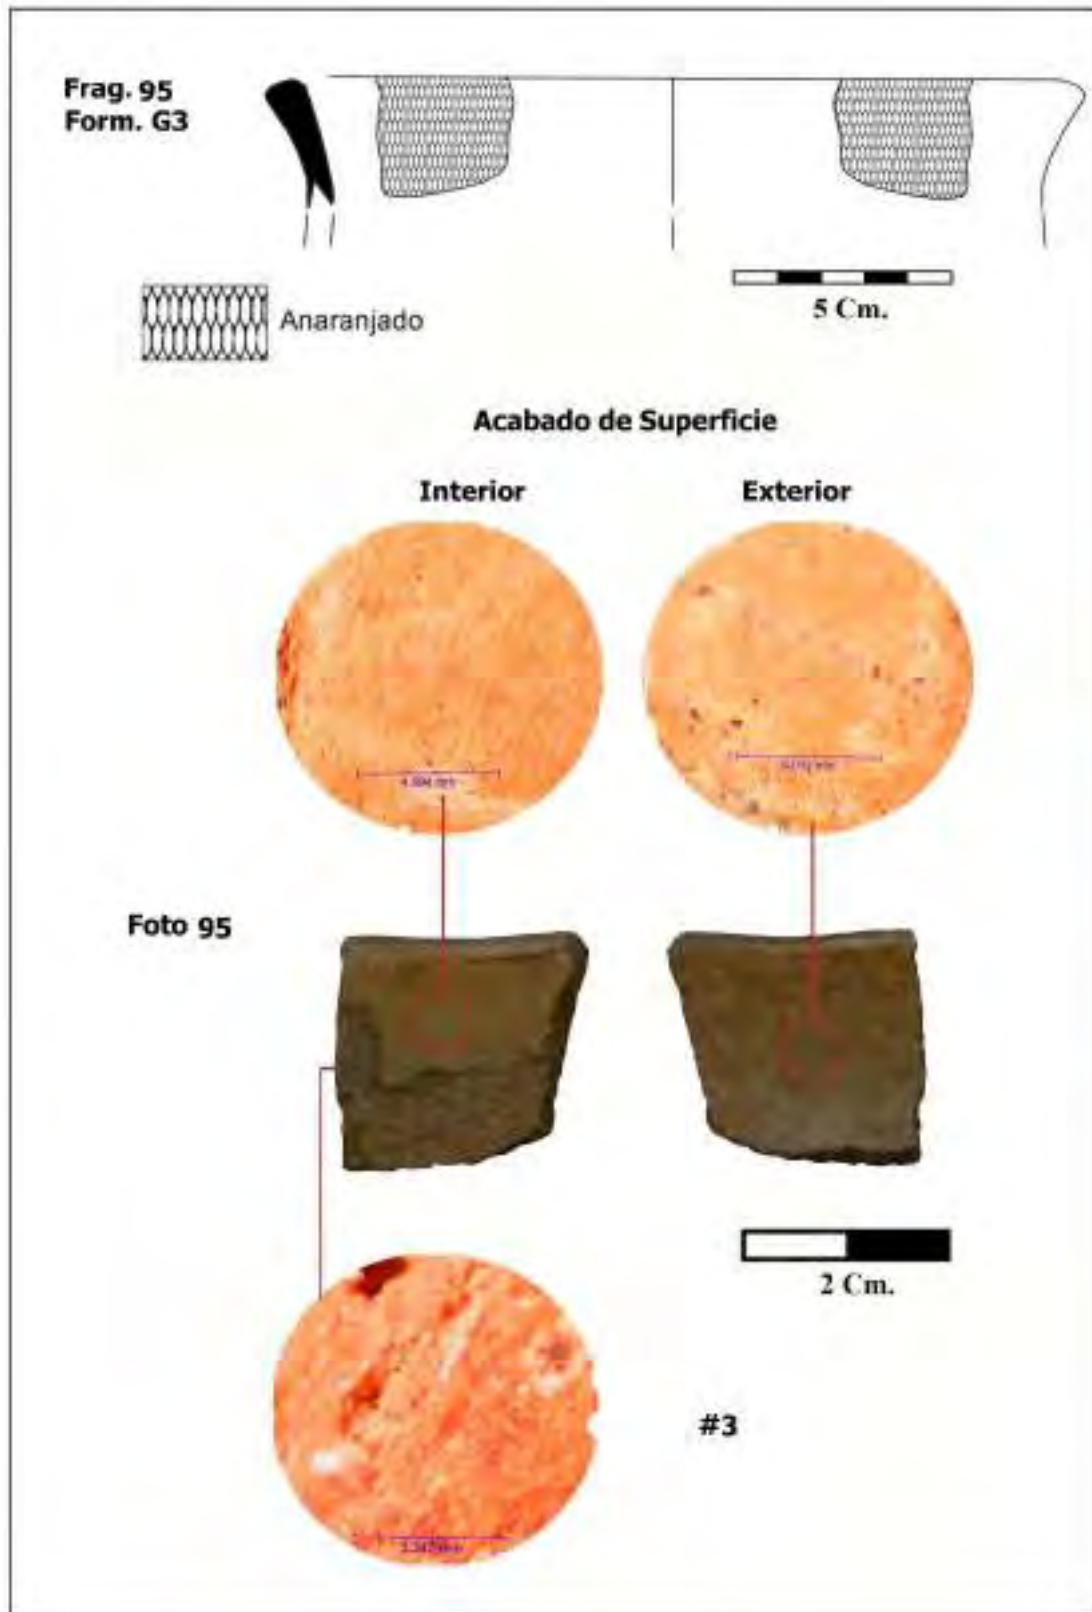 Frag. 95
Form. G3
5 Cm.
Anaranjado
Acabado de Superficie
Interior Exterior
Foto 95
2 Cm.
#3